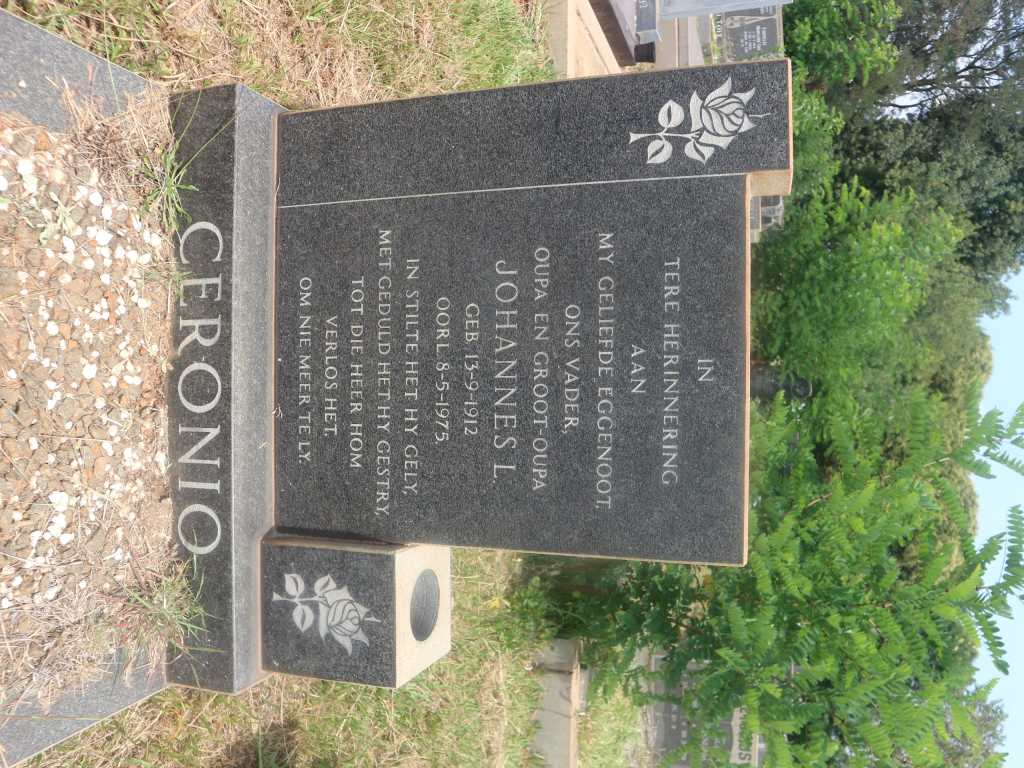 IN
TERE HERINNERING
AAN
MY GELIEFDE EGGENOOT,
ONS VADER,
OUPA EN GROOT-OUPA
JOHANNES L.
GEB. 13-9-1912
OORL. 8-5-1975.
IN STILTE HET HY GELY,
MET GEDULD HET HY GESTRY,
TOT DIE HEER HOM
VERLOS HET,
OM NIE MEER TE LY.
CERONIO